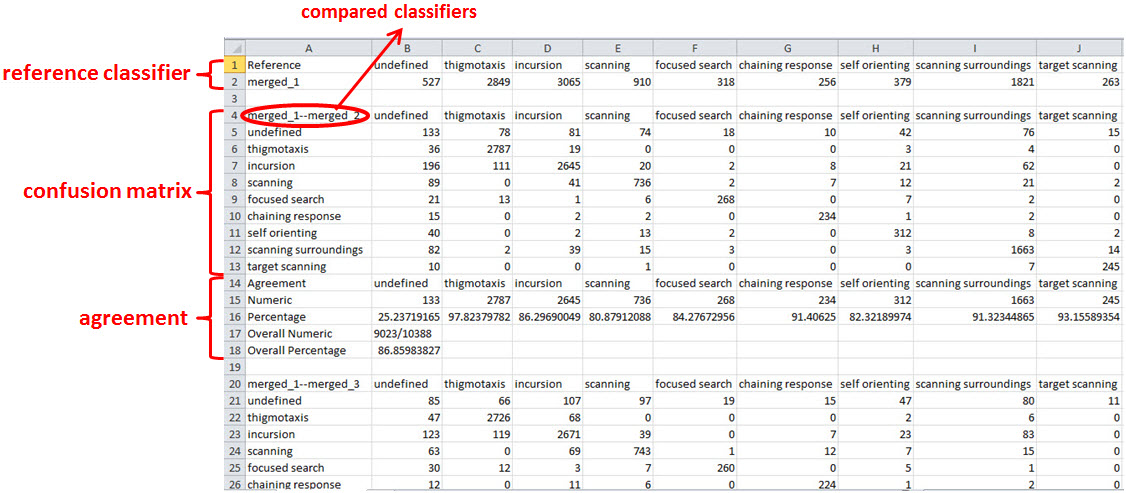 compared classifiers
reference classifier
confusion matrix
agreement
A B C D E F G H I J
1 Reference undefined thigmotaxis incursion scanning focused search chaining response self orienting scanning surroundings target scanning
2 merged_1 527 2849 3065 910 318 256 379 1821 263
3
4 merged_1--merged_2 undefined thigmotaxis incursion scanning focused search chaining response self orienting scanning surroundings target scanning
5 undefined 133 78 81 74 18 10 42 76 15
6 thigmotaxis 36 2787 19 0 0 0 3 4 0
7 incursion 196 111 2645 20 2 8 21 62 0
8 scanning 89 0 41 736 2 7 12 21 2
9 focused search 21 13 1 6 268 0 7 2 0
10 chaining response 15 0 2 2 0 234 1 2 0
11 self orienting 40 0 2 13 2 0 312 8 2
12 scanning surroundings 82 2 39 15 3 0 3 1663 14
13 target scanning 10 0 0 1 0 0 0 7 245
14 Agreement undefined thigmotaxis incursion scanning focused search chaining response self orienting scanning surroundings target scanning
15 Numeric 133 2787 2645 736 268 234 312 1663 245
16 Percentage 25.23719165 97.82379782 86.29690049 80.87912088 84.27672956 91.40625 82.32189974 91.32344865 93.15589354
17 Overall Numeric 9023/10388
18 Overall Percentage 86.85983827
19
20 merged_1--merged_3 undefined thigmotaxis incursion scanning focused search chaining response self orienting scanning surroundings target scanning
21 undefined 85 66 107 97 19 15 47 80 11
22 thigmotaxis 47 2726 68 0 0 0 2 6 0
23 incursion 123 119 2671 39 0 7 23 83 0
24 scanning 63 0 69 743 1 12 7 15 0
25 focused search 30 12 3 7 260 0 5 1 0
26 chaining response 12 0 11 6 0 224 1 2 0